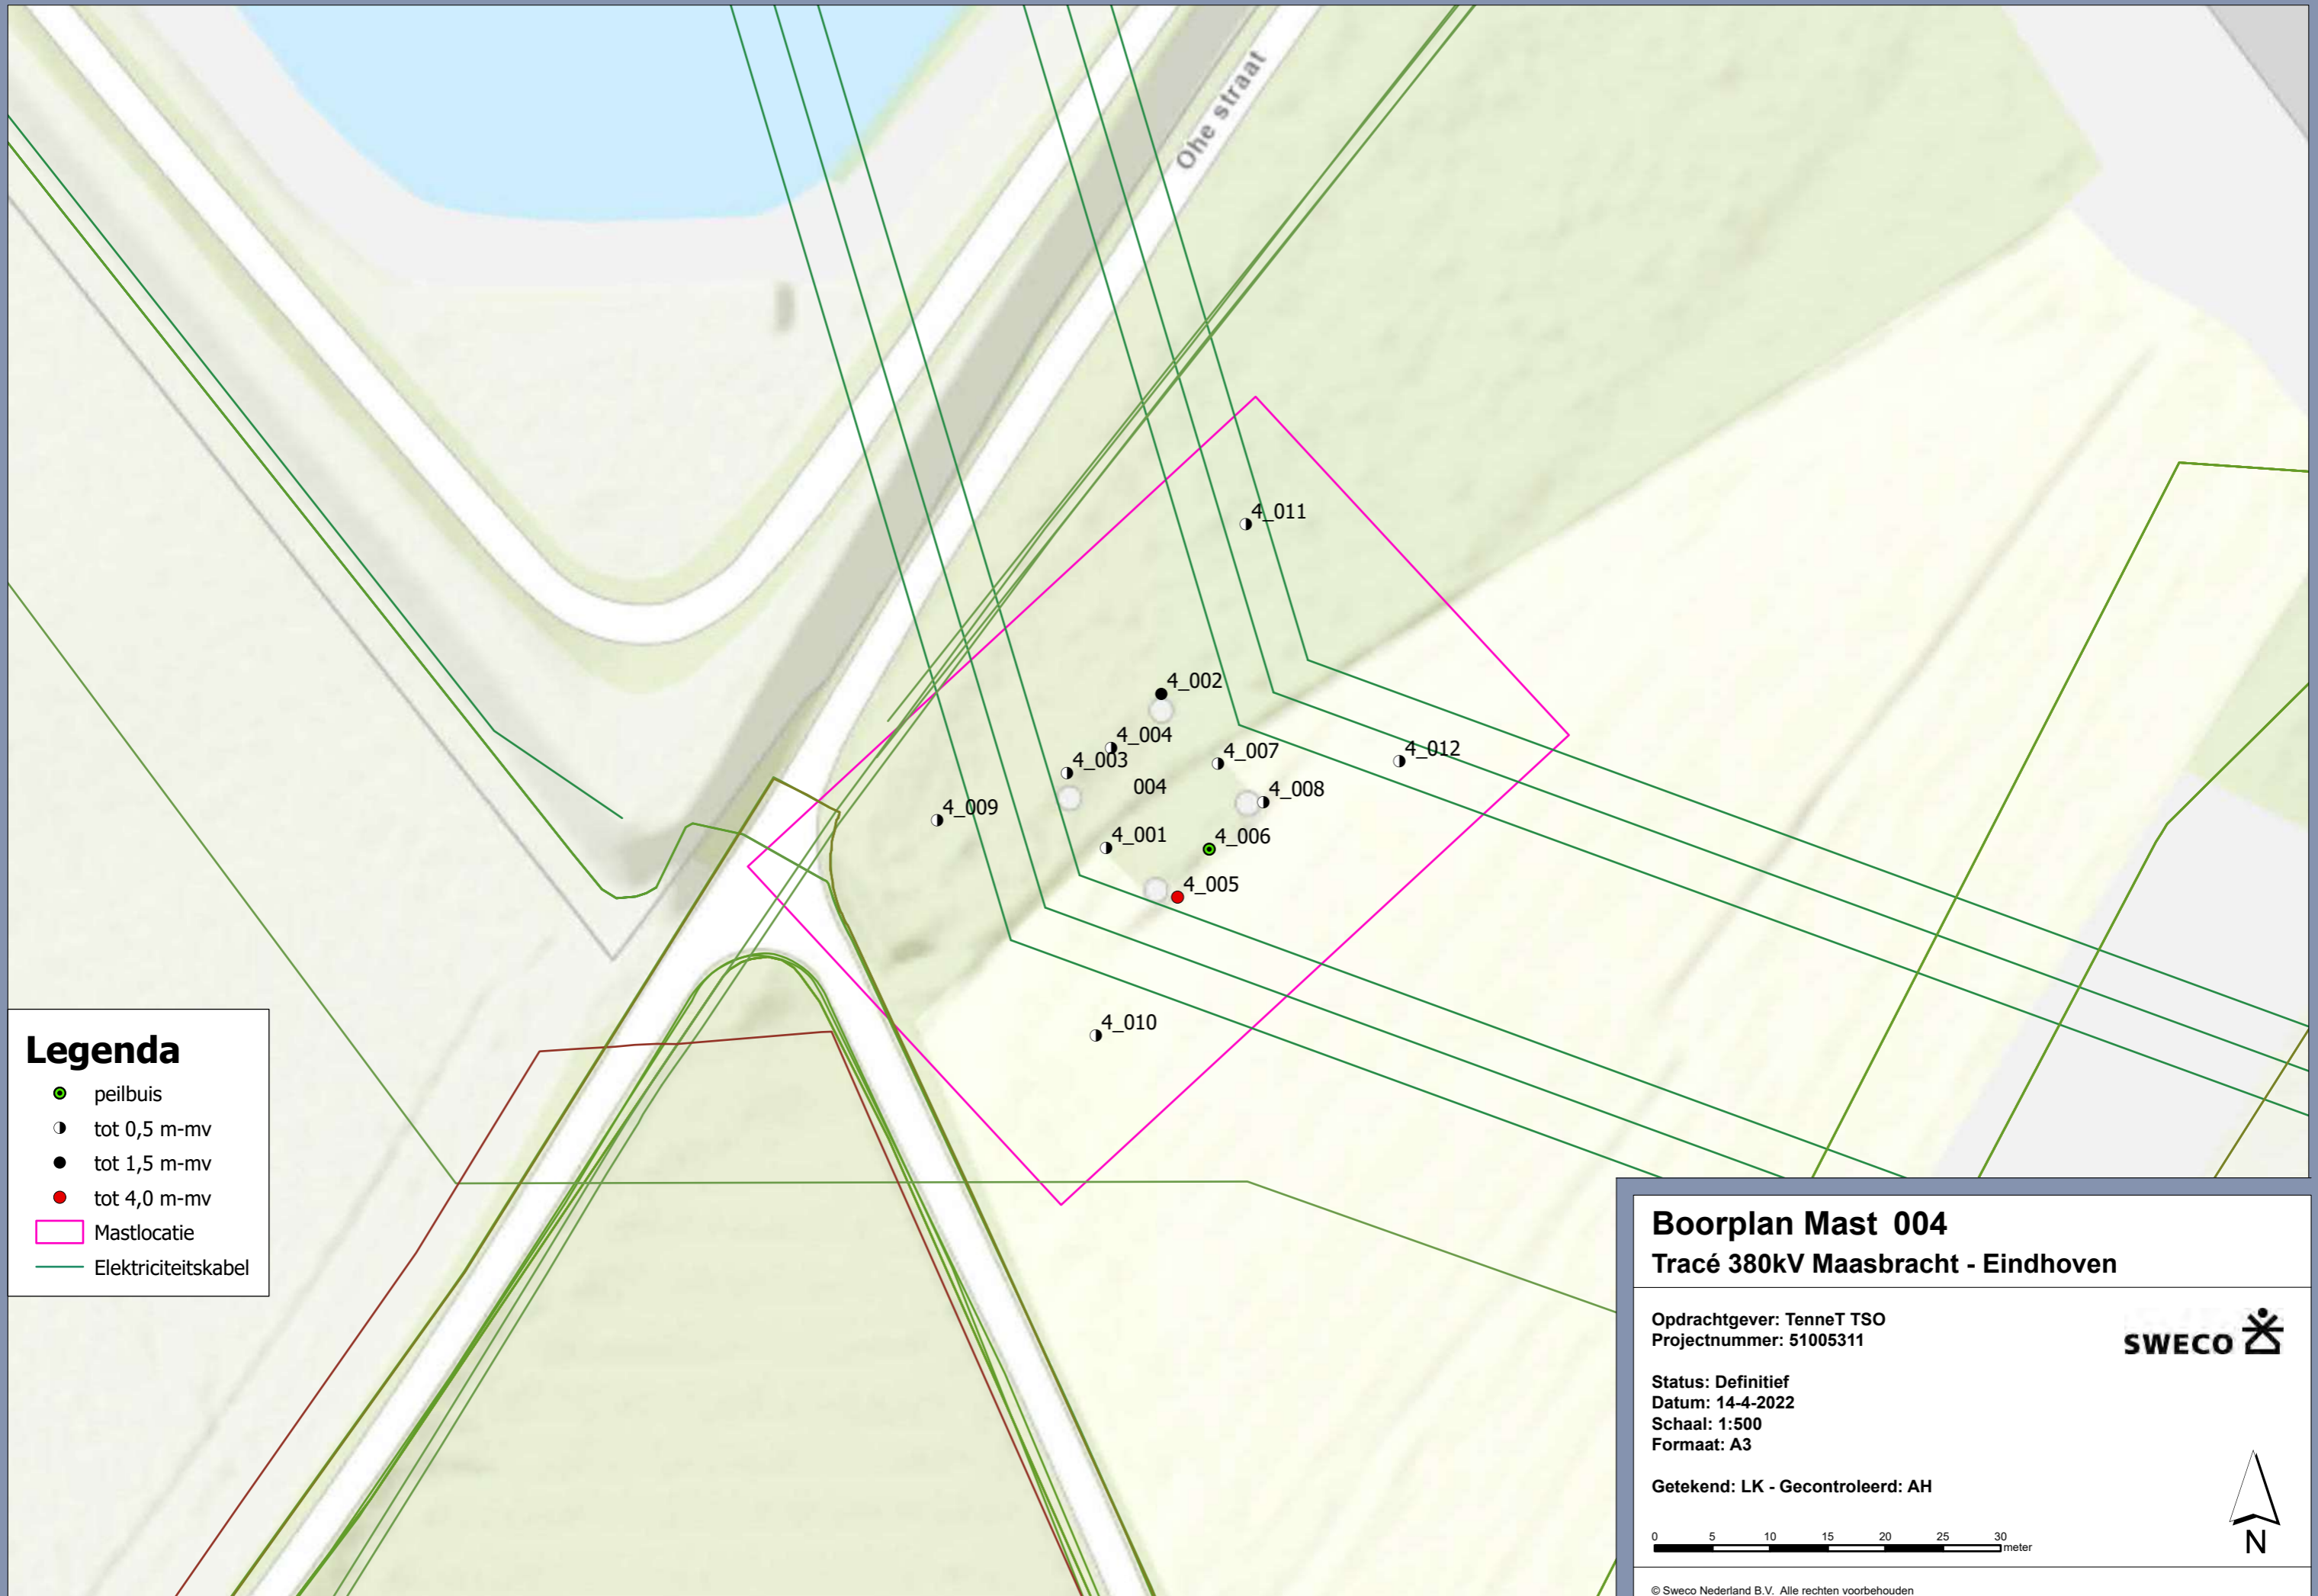 Ohe straat
4_011
4_002
4_004
4_003
4_007
4_012
004
4_008
4_009
4_001
4_006
4_005
4_010
Legenda
peilbuis
tot 0,5 m-mv
tot 1,5 m-mv
tot 4,0 m-mv
Mastlocatie
Elektriciteitskabel
Boorplan Mast 004
Tracé 380kV Maasbracht - Eindhoven
Opdrachtgever: TenneT TSO
Projectnummer: 51005311
SWECO
Status: Definitief
Datum: 14-4-2022
Schaal: 1:500
Formaat: A3
Getekend: LK - Gecontroleerd: AH
0 5 10 15 20 25 30
meter
N
© Sweco Nederland B.V. Alle rechten voorbehouden